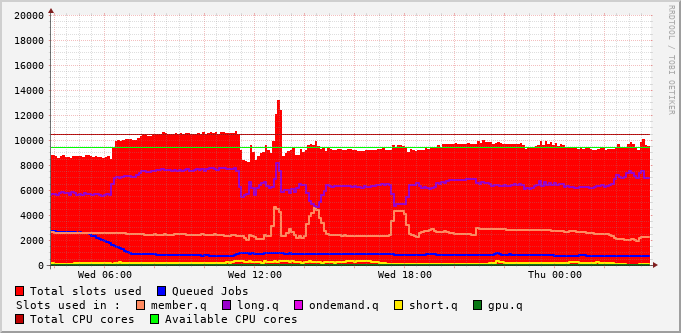 20000
18000
16000
14000
12000
10000
8000
6000
4000
2000
0
Wed 06:00 Wed 12:00 Wed 18:00 Thu 00:00
RRDTOOL / TOBI OETIKER
Total slots used Queued Jobs
Slots used in : member.q long.q ondemand.q short.q gpu.q
Total CPU cores Available CPU cores